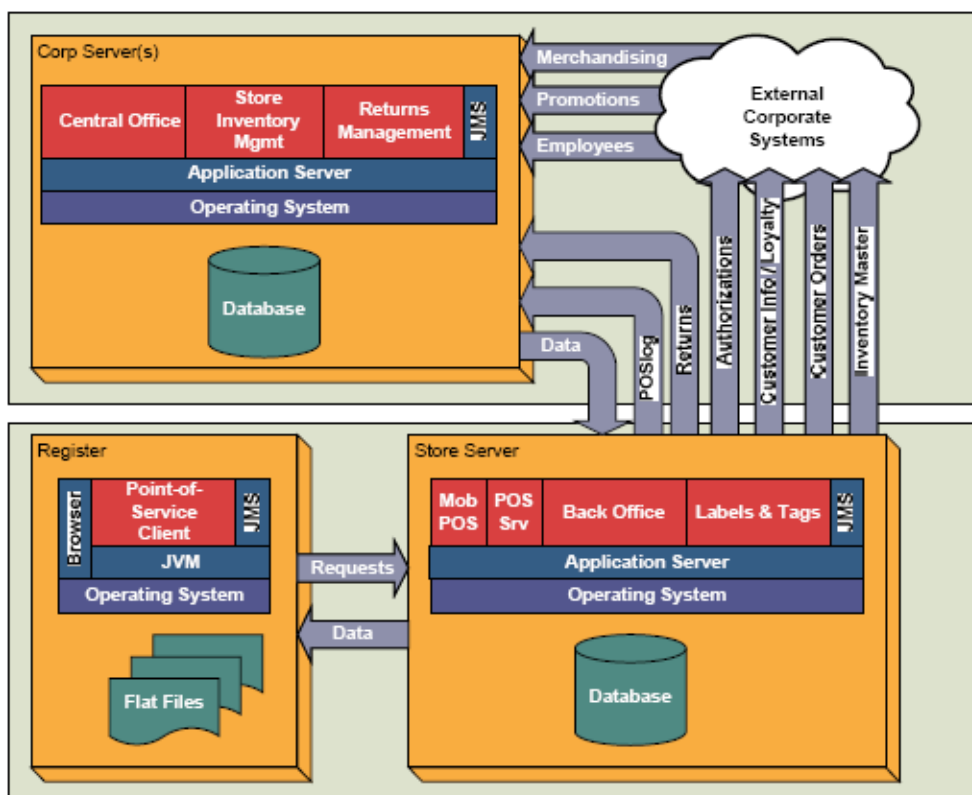 Corp Server(s)
Central Office
Store
Inventory
Mgmt
Returns
Management
JMS
Application Server
Operating System
Database
Merchandising
Promotions
Employees
External
Corporate
Systems
Data
POSlog
Returns
Authorizations
Customer Info / Loyalty
Customer Orders
Inventory Master
Register
Browser
Point-of-
Service
Client
JMS
JVM
Operating System
Flat Files
Requests
Data
Store Server
Mob
POS
POS
Srv
Back Office
Labels & Tags
JMS
Application Server
Operating System
Database